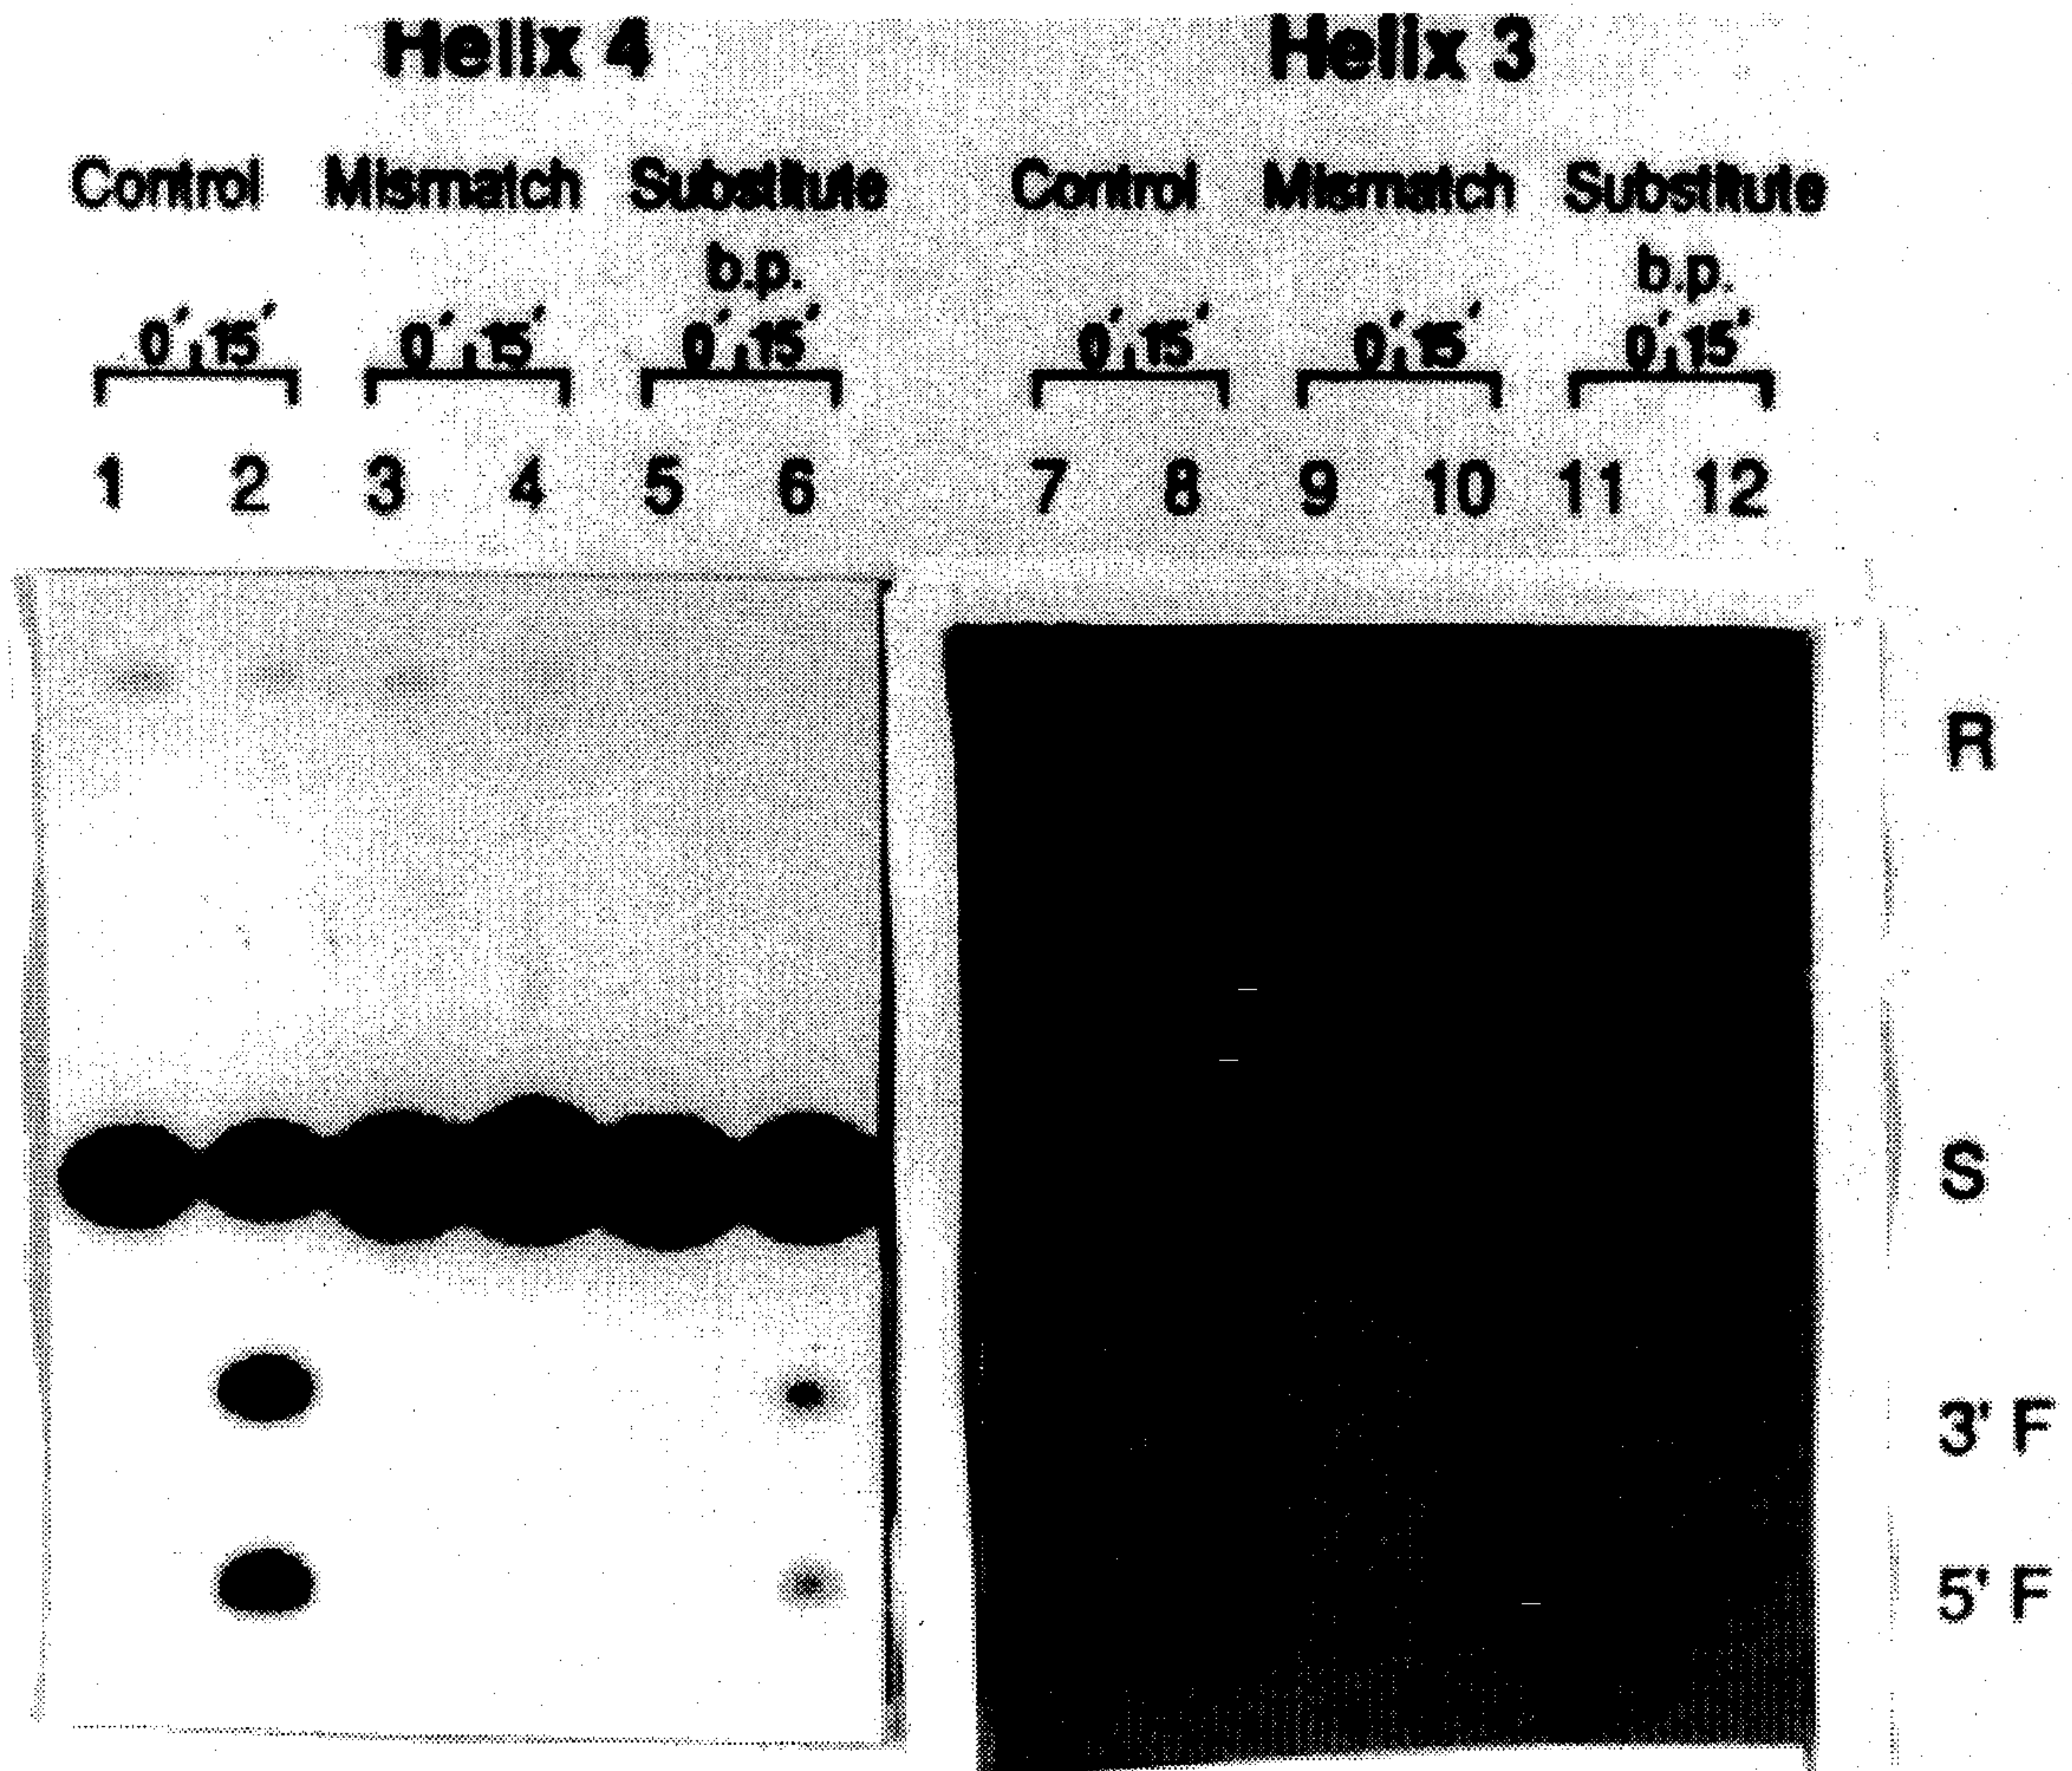 Helix 4 Helix 3
Control Mismatch Substitute Control Mismatch Substitute
b.p. b.p.
0' 15' 0' 15' 0' 15' 0' 15' 0' 15' 0' 15'
1 2 3 4 5 6 7 8 9 10 11 12
R
S
3' F
5' F